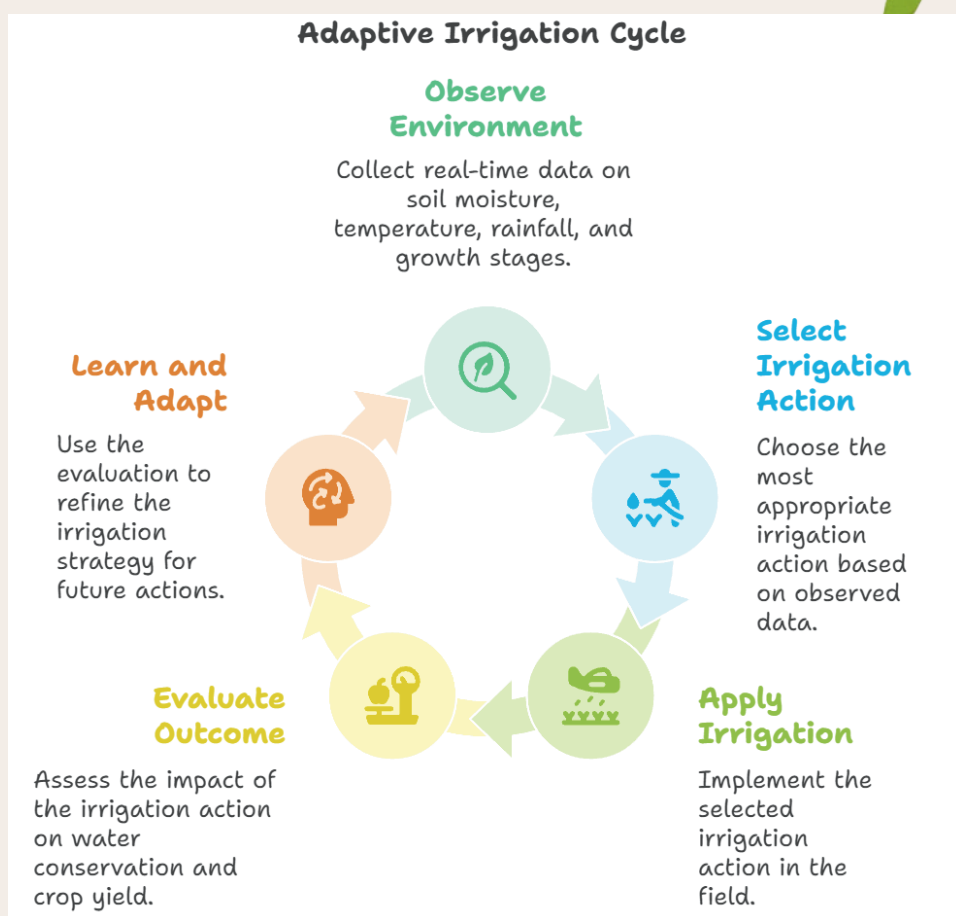 Adaptive Irrigation Cycle
Observe
Environment
Collect real-time data on
soil moisture,
temperature, rainfall, and
growth stages.
Select
Irrigation
Action
Choose the
most
appropriate
irrigation
action based
on observed
data.
Apply
Irrigation
Implement the
selected
irrigation
action in the
field.
Evaluate
Outcome
Assess the impact of
the irrigation action
on water
conservation and
crop yield.
Learn and
Adapt
Use the
evaluation to
refine the
irrigation
strategy for
future actions.